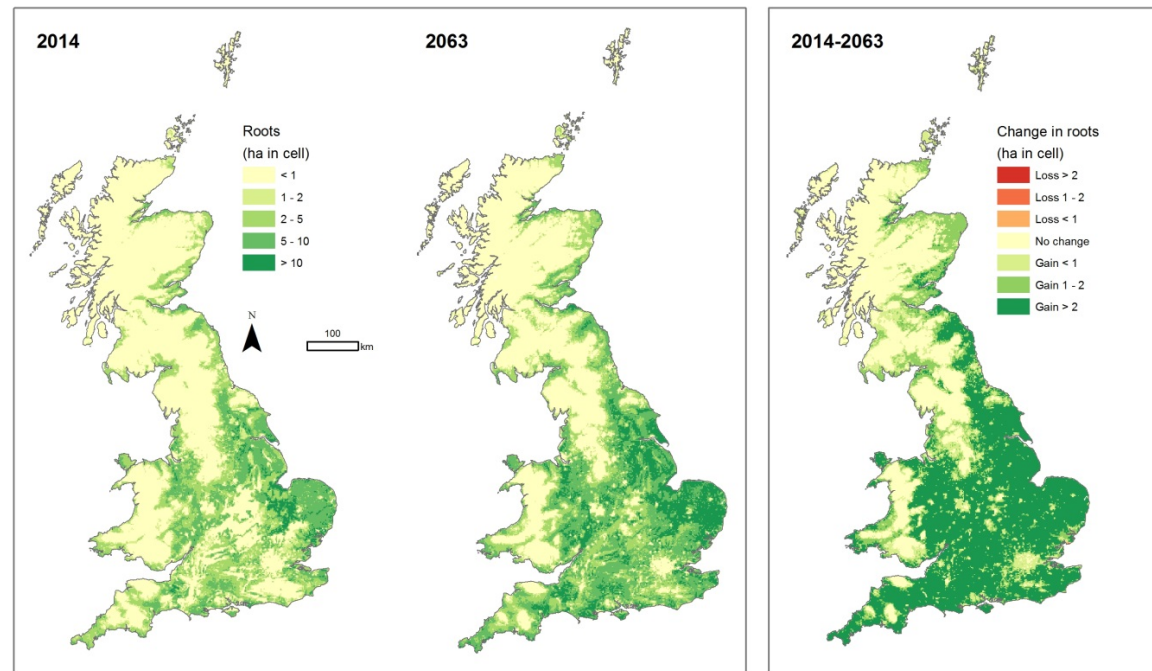 2014
2063
2014-2063
Roots
(ha in cell)
< 1
1 - 2
2 - 5
5 - 10
> 10
N
100
km
Change in roots
(ha in cell)
Loss > 2
Loss 1 - 2
Loss < 1
No change
Gain < 1
Gain 1 - 2
Gain > 2